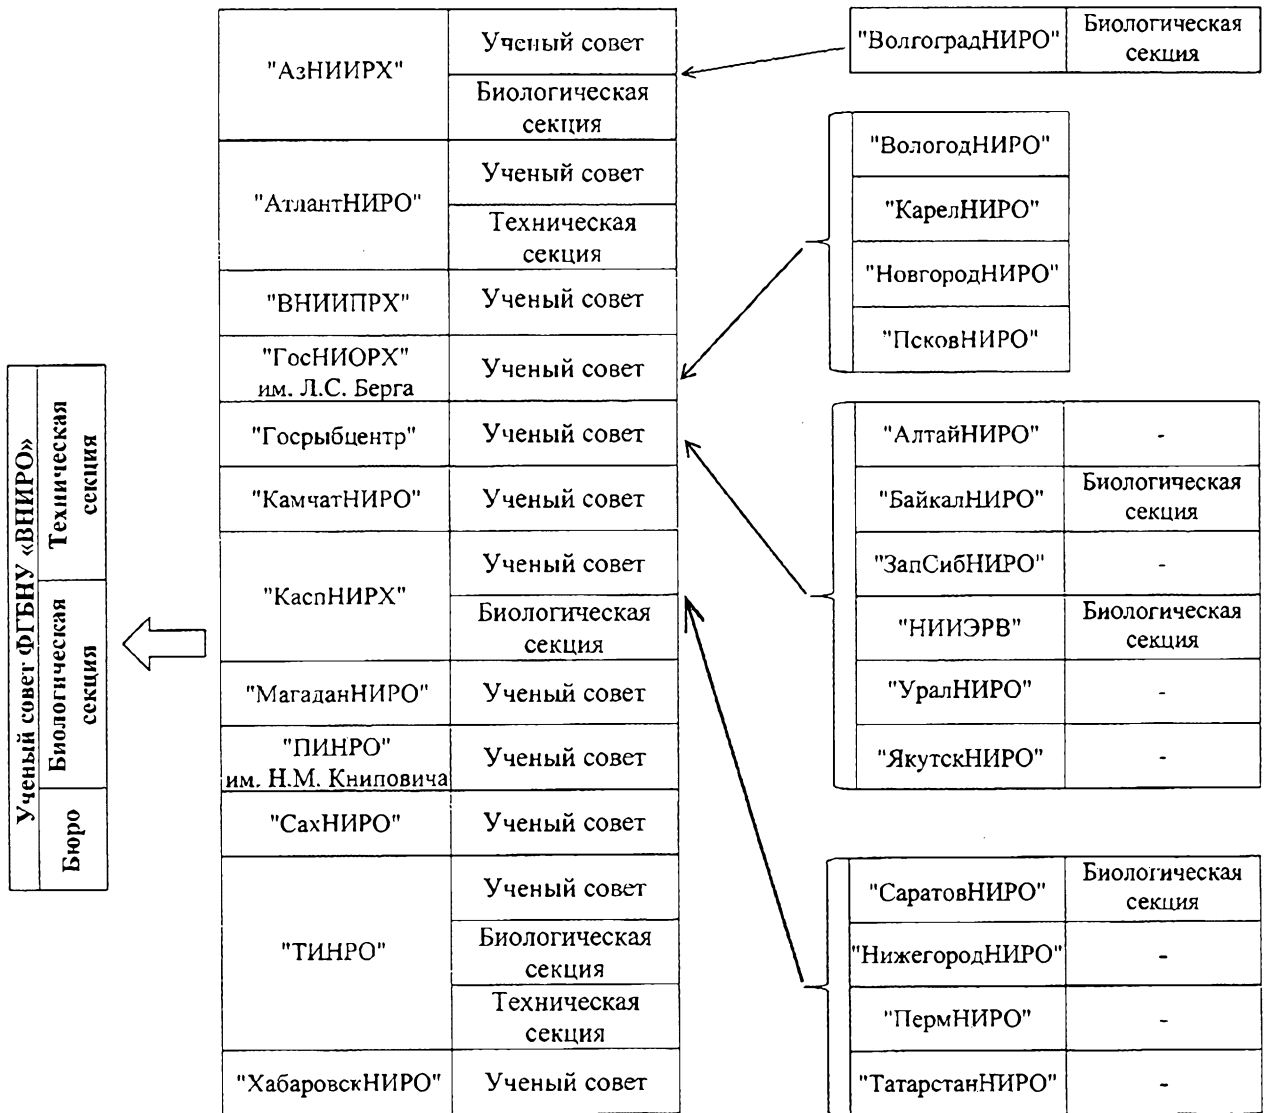 Ученый совет ФГБНУ «ВНИРО»
Техническая
секция
Биологическая
секция
Бюро
"АзНИИРХ"
Ученый совет
Биологическая
секция
"АтлантНИРО"
Ученый совет
Техническая
секция
"ВНИИПРХ"
Ученый совет
"ГосНИОРХ"
им. Л.С. Берга
Ученый совет
"Госрыбцентр"
Ученый совет
"КамчатНИРО"
Ученый совет
"КаспНИРХ"
Ученый совет
Биологическая
секция
"МагаданНИРО"
Ученый совет
"ПИНРО"
им. Н.М. Книповича
Ученый совет
"СахНИРО"
Ученый совет
"ТИНРО"
Ученый совет
Биологическая
секция
Техническая
секция
"ХабаровскНИРО"
Ученый совет
"ВолгоградНИРО"
Биологическая
секция
"ВологодНИРО"
"КарелНИРО"
"НовгородНИРО"
"ПсковНИРО"
"АлтайНИРО"
-
"БайкалНИРО"
Биологическая
секция
"ЗапСибНИРО"
-
"НИИЭРВ"
Биологическая
секция
"УралНИРО"
-
"ЯкутскНИРО"
-
"СаратовНИРО"
Биологическая
секция
"НижегородНИРО"
-
"ПермНИРО"
-
"ТатарстанНИРО"
-